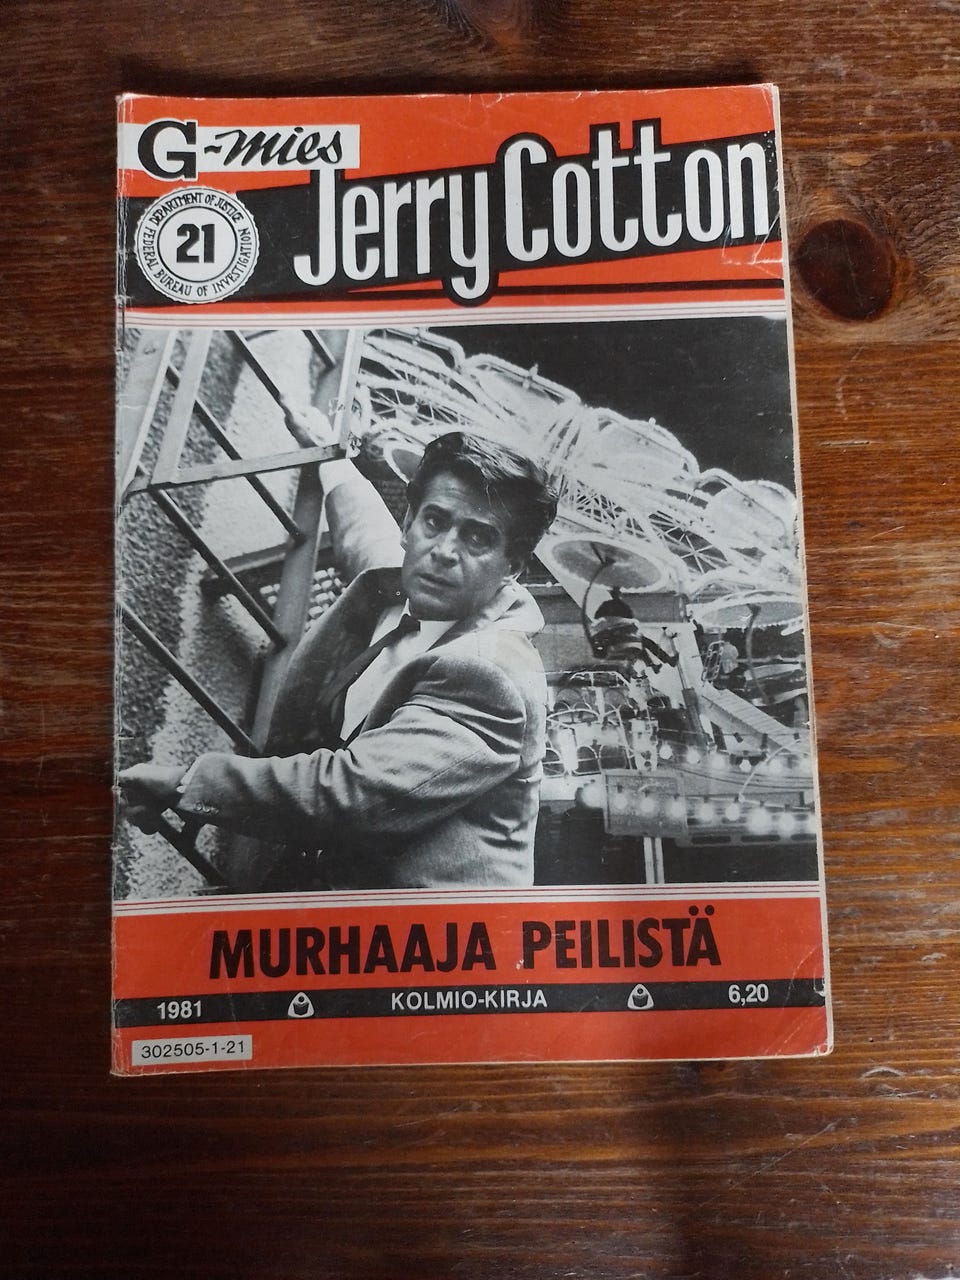 G-mies
Jerry Cotton
DEPARTMENT OF JUSTICE
21
FEDERAL BUREAU OF INVESTIGATION
MURHAAJA PEILISTÄ
1981 KOLMIO-KIRJA 6,20
302505-1-21